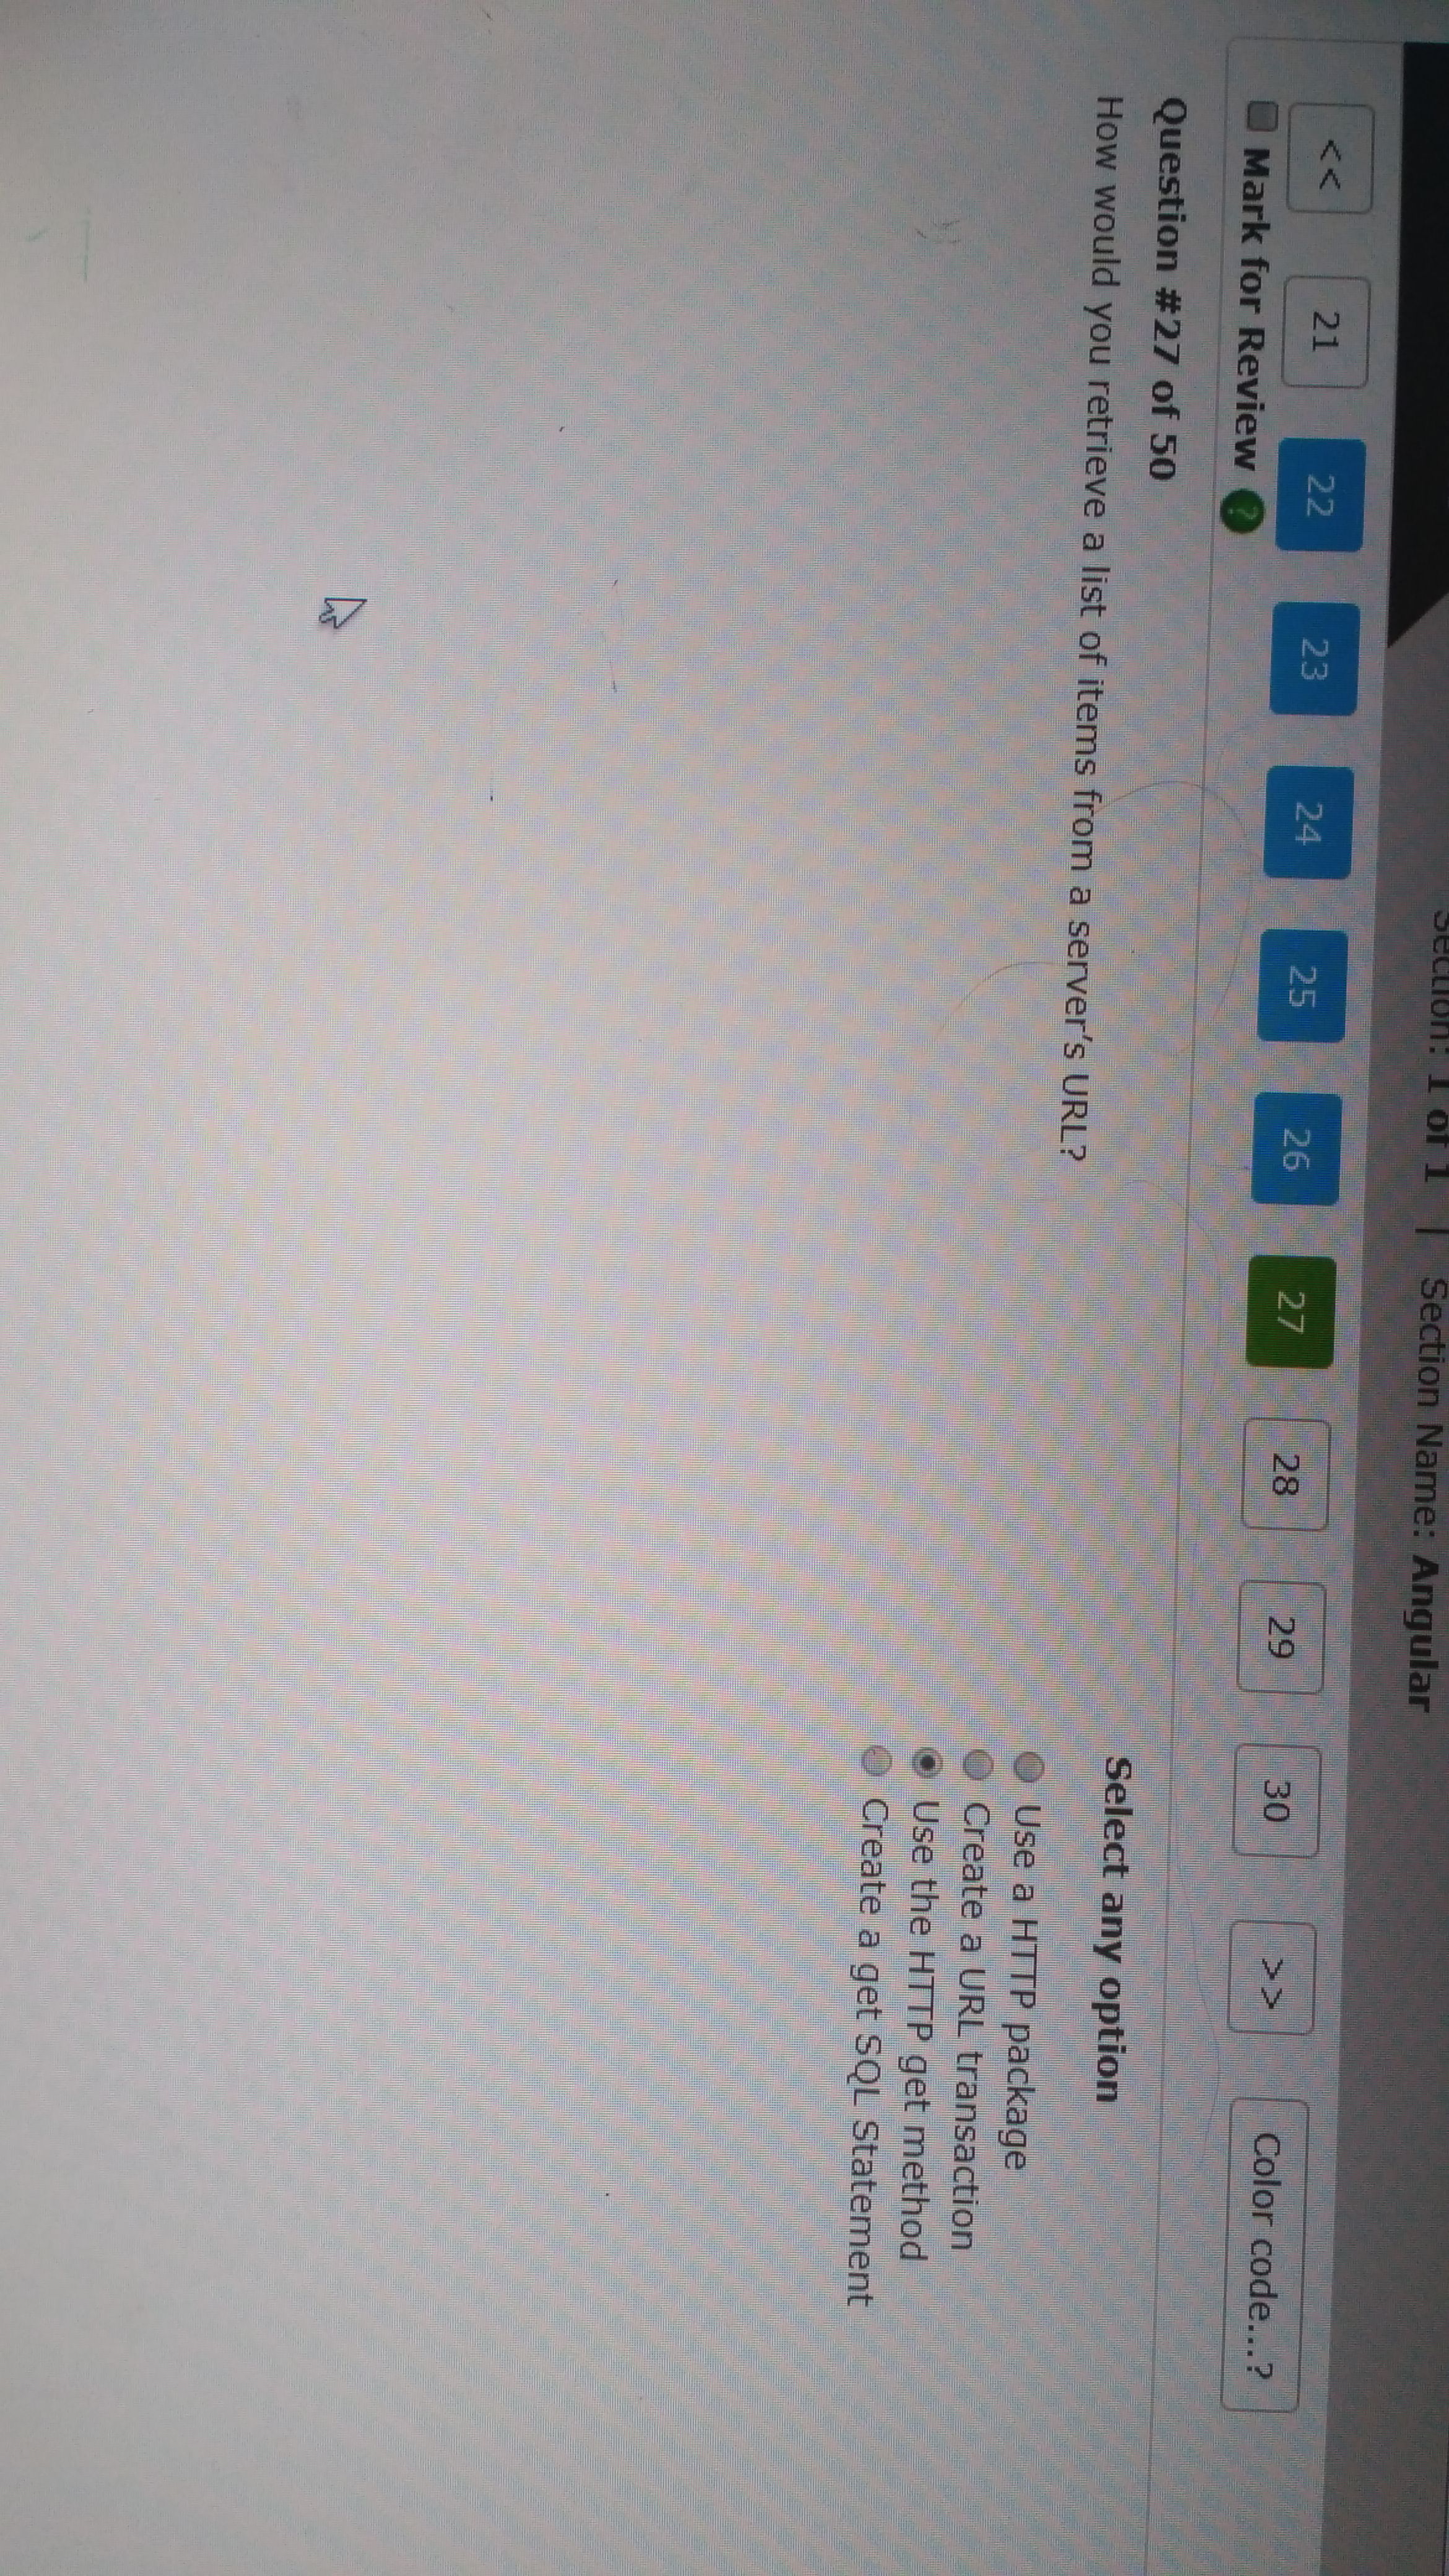 Section: 1 of 1 | Section Name: Angular
<< 21 22 23 24 25 26 27 28 29 30 >> Color code...?
Mark for Review ?
Question #27 of 50
How would you retrieve a list of items from a server's URL?
Select any option
Use a HTTP package
Create a URL transaction
Use the HTTP get method
Create a get SQL Statement